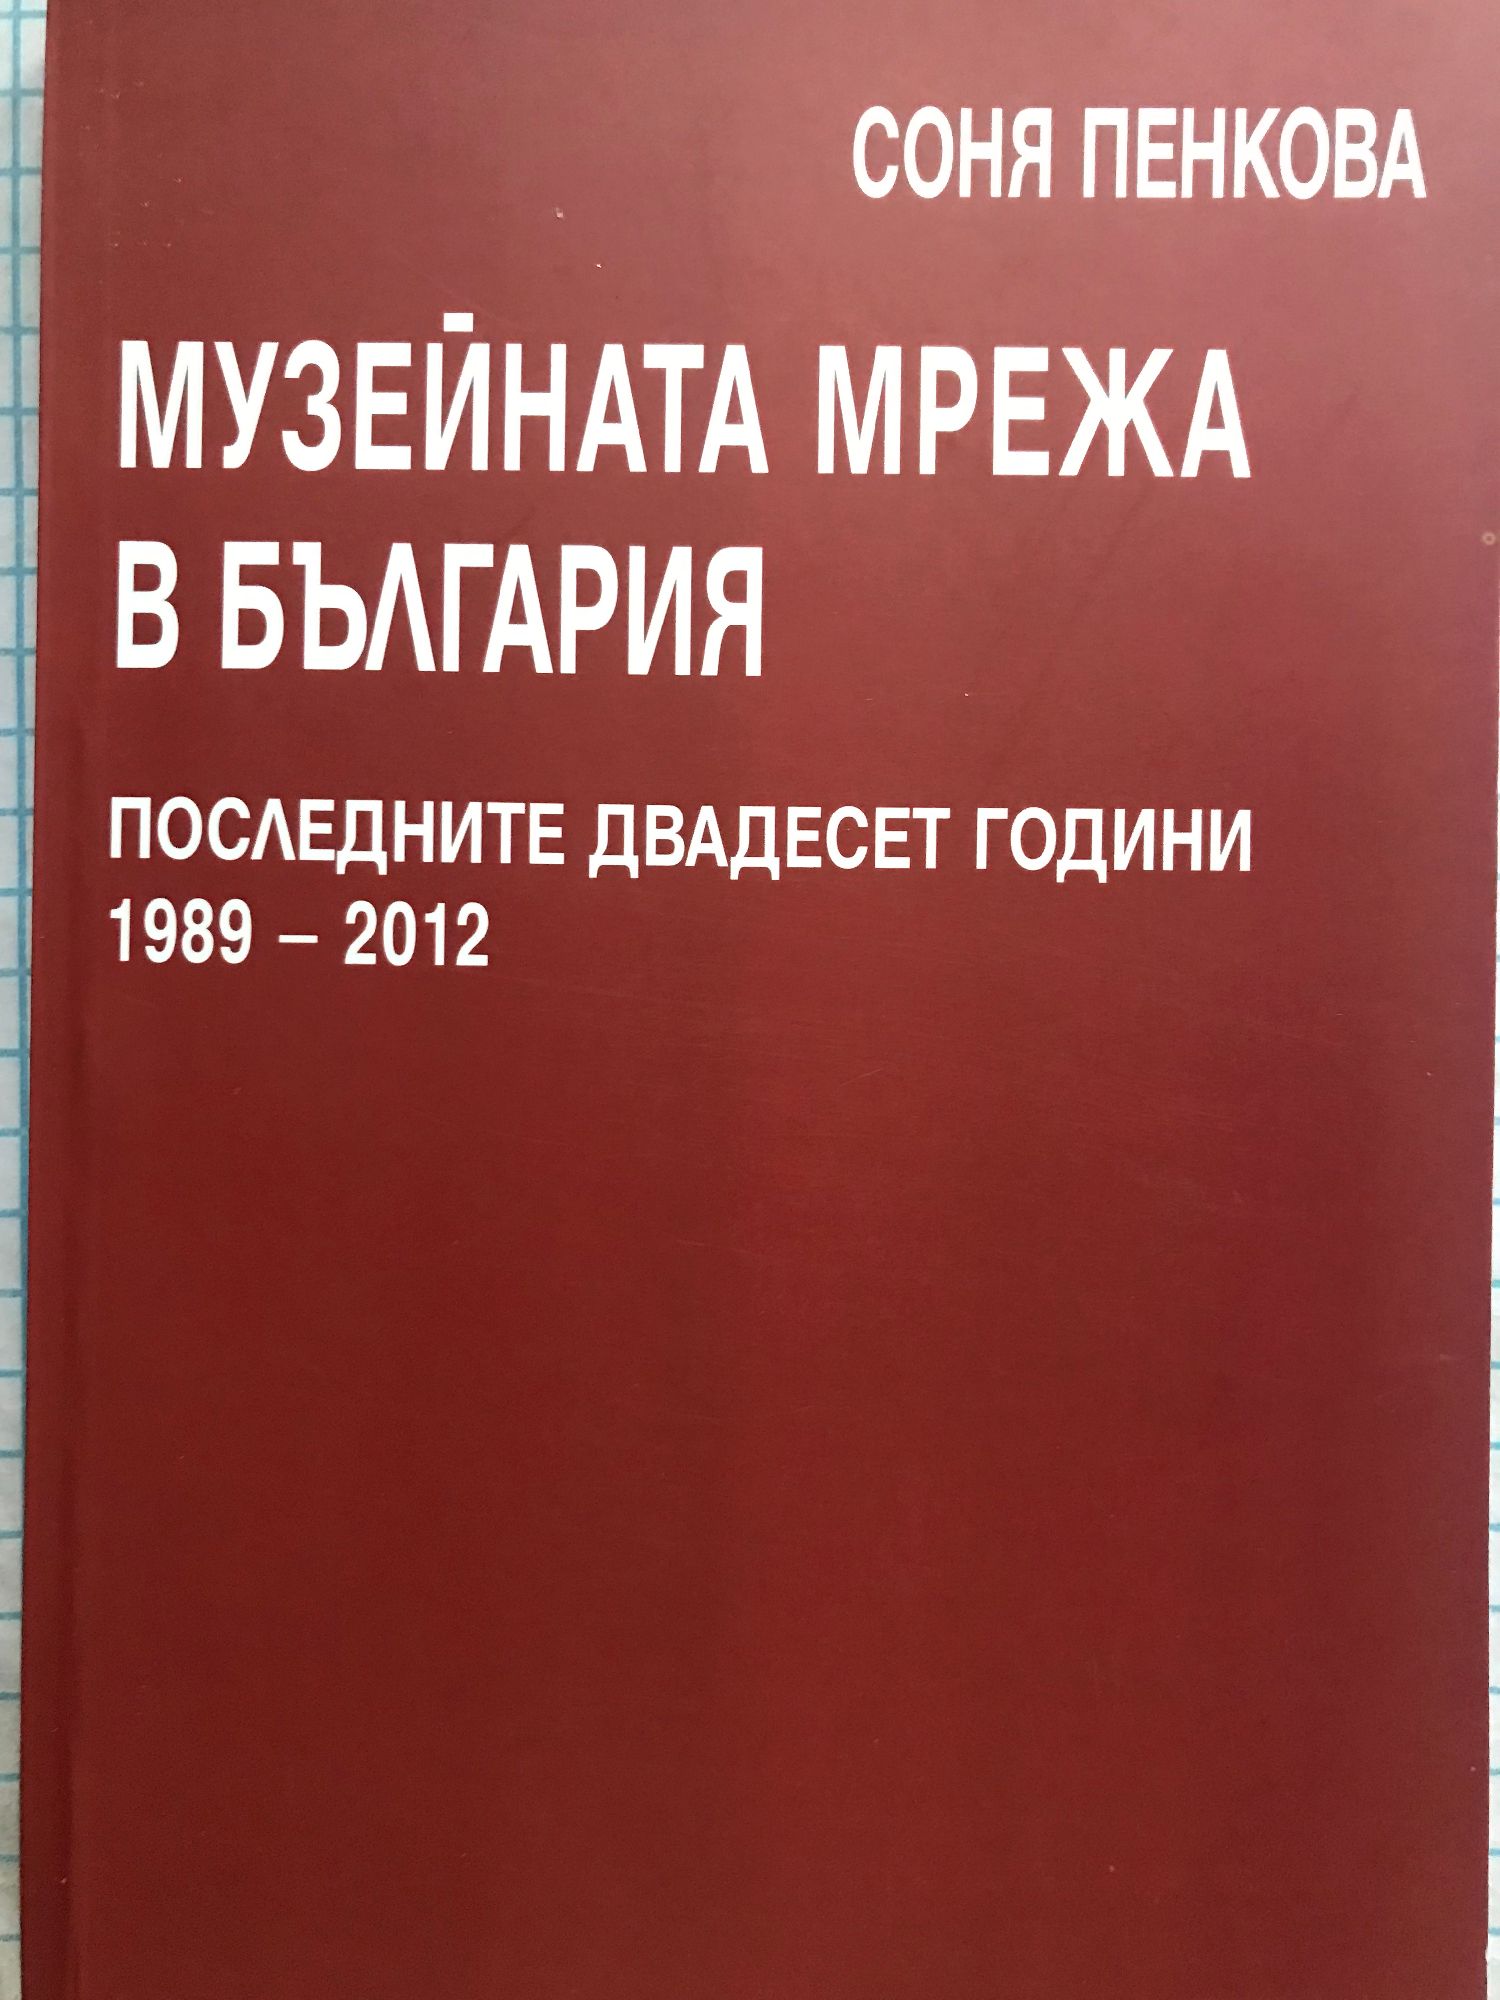 СОНЯ ПЕНКОВА
МУЗЕЙНАТА МРЕЖА
В БЪЛГАРИЯ
ПОСЛЕДНИТЕ ДВАДЕСЕТ ГОДИНИ
1989 – 2012